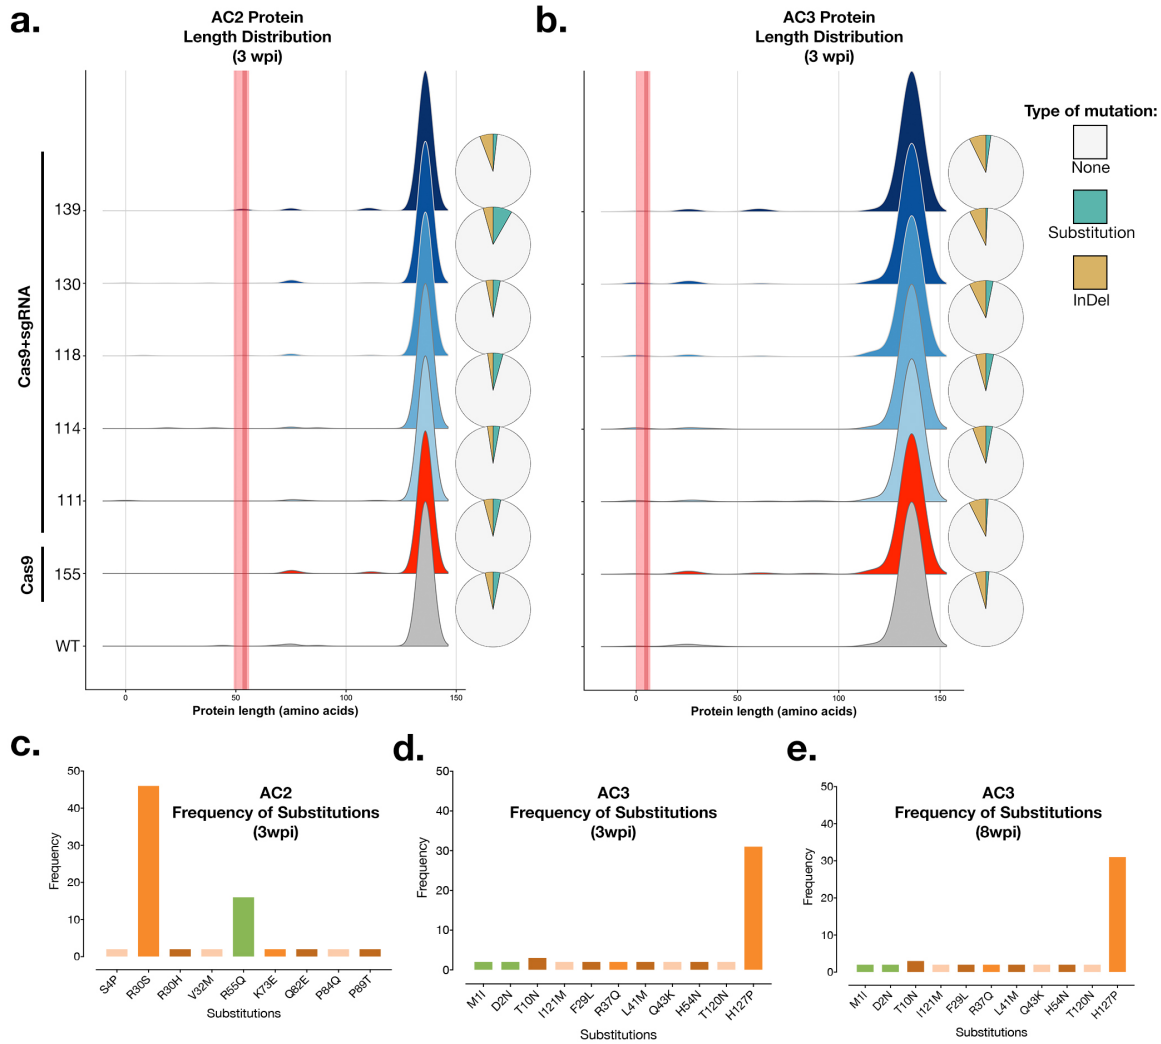 a.
AC2 Protein
Length Distribution
(3 wpi)
Cas9+sgRNA
Cas9
139
130
118
114
111
155
WT
0
50
100
150
Protein length (amino acids)
b.
AC3 Protein
Length Distribution
(3 wpi)
0
50
100
150
Protein length (amino acids)
Type of mutation:
None
Substitution
InDel
c.
AC2
Frequency of Substitutions
(3wpi)
Frequency
50
40
30
20
10
0
S4P
R30S
R30H
V32M
R55Q
K73E
Q82E
P84Q
P89T
Substitutions
d.
AC3
Frequency of Substitutions
(3wpi)
Frequency
50
40
30
20
10
0
M1I
D2N
T10N
I121M
F29L
R37Q
L41M
Q43K
H54N
T120N
H127P
Substitutions
e.
AC3
Frequency of Substitutions
(8wpi)
Frequency
50
40
30
20
10
0
M1I
D2N
T10N
I121M
F29L
R37Q
L41M
Q43K
H54N
T120N
H127P
Substitutions